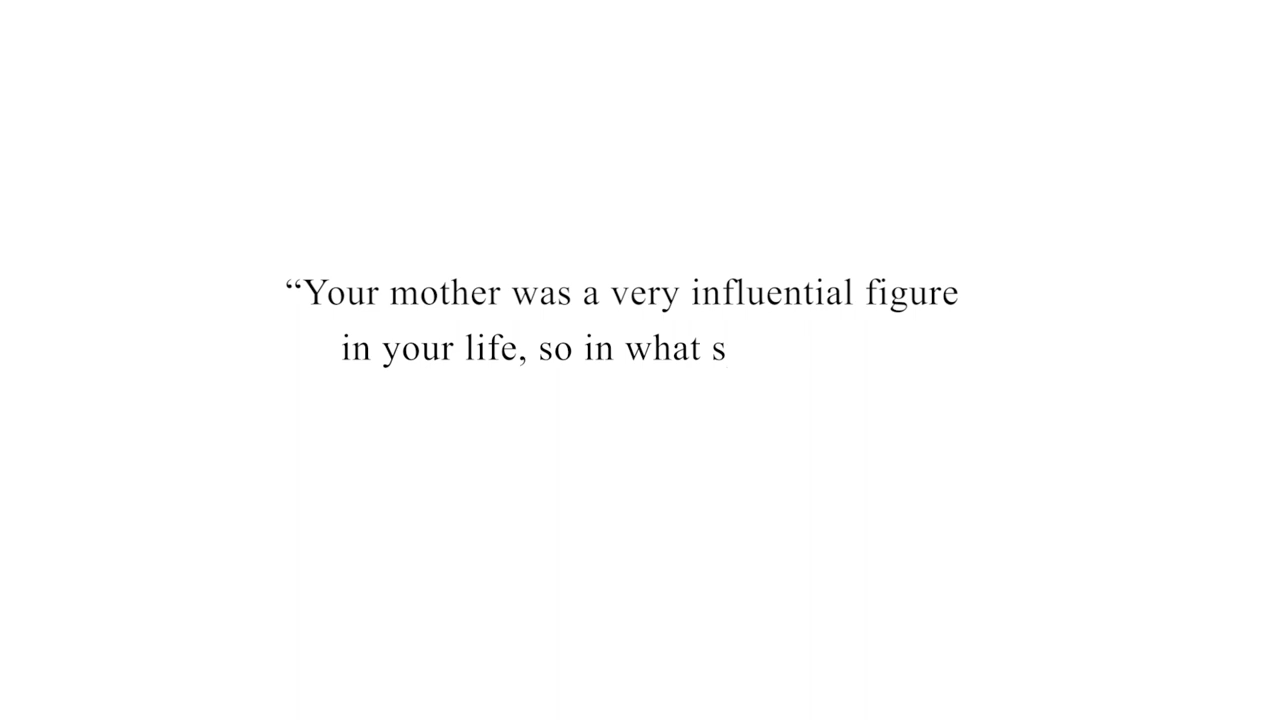 “Your mother was a very influential figure
in your life, so in what s